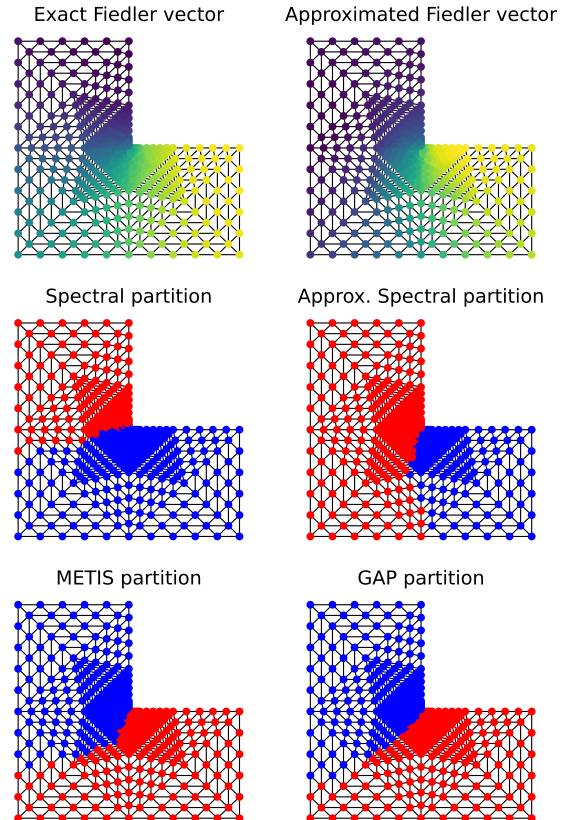 Exact Fiedler vector
Approximated Fiedler vector
Spectral partition
Approx. Spectral partition
METIS partition
GAP partition